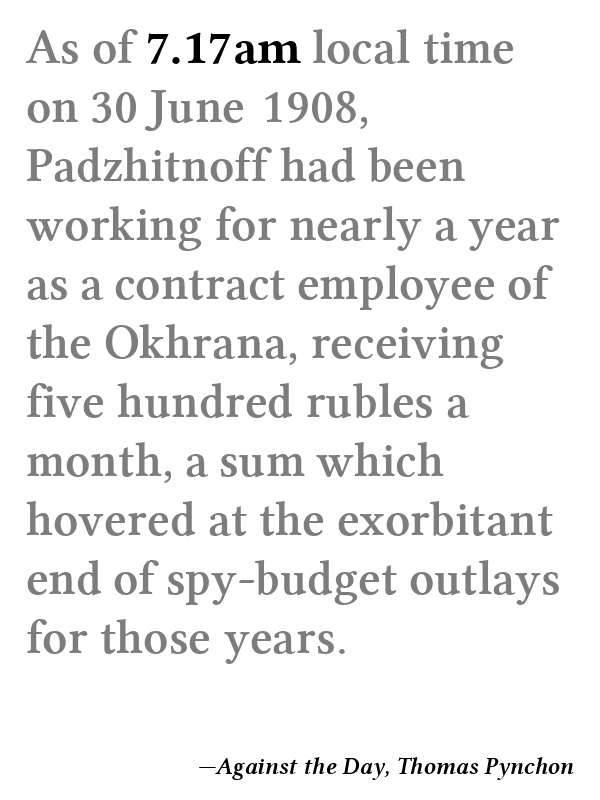 As of 7.17am local time
on 30 June 1908,
Padzhitnoff had been
working for nearly a year
as a contract employee of
the Okhrana, receiving
five hundred rubles a
month, a sum which
hovered at the exorbitant
end of spy-budget outlays
for those years.
—Against the Day, Thomas Pynchon